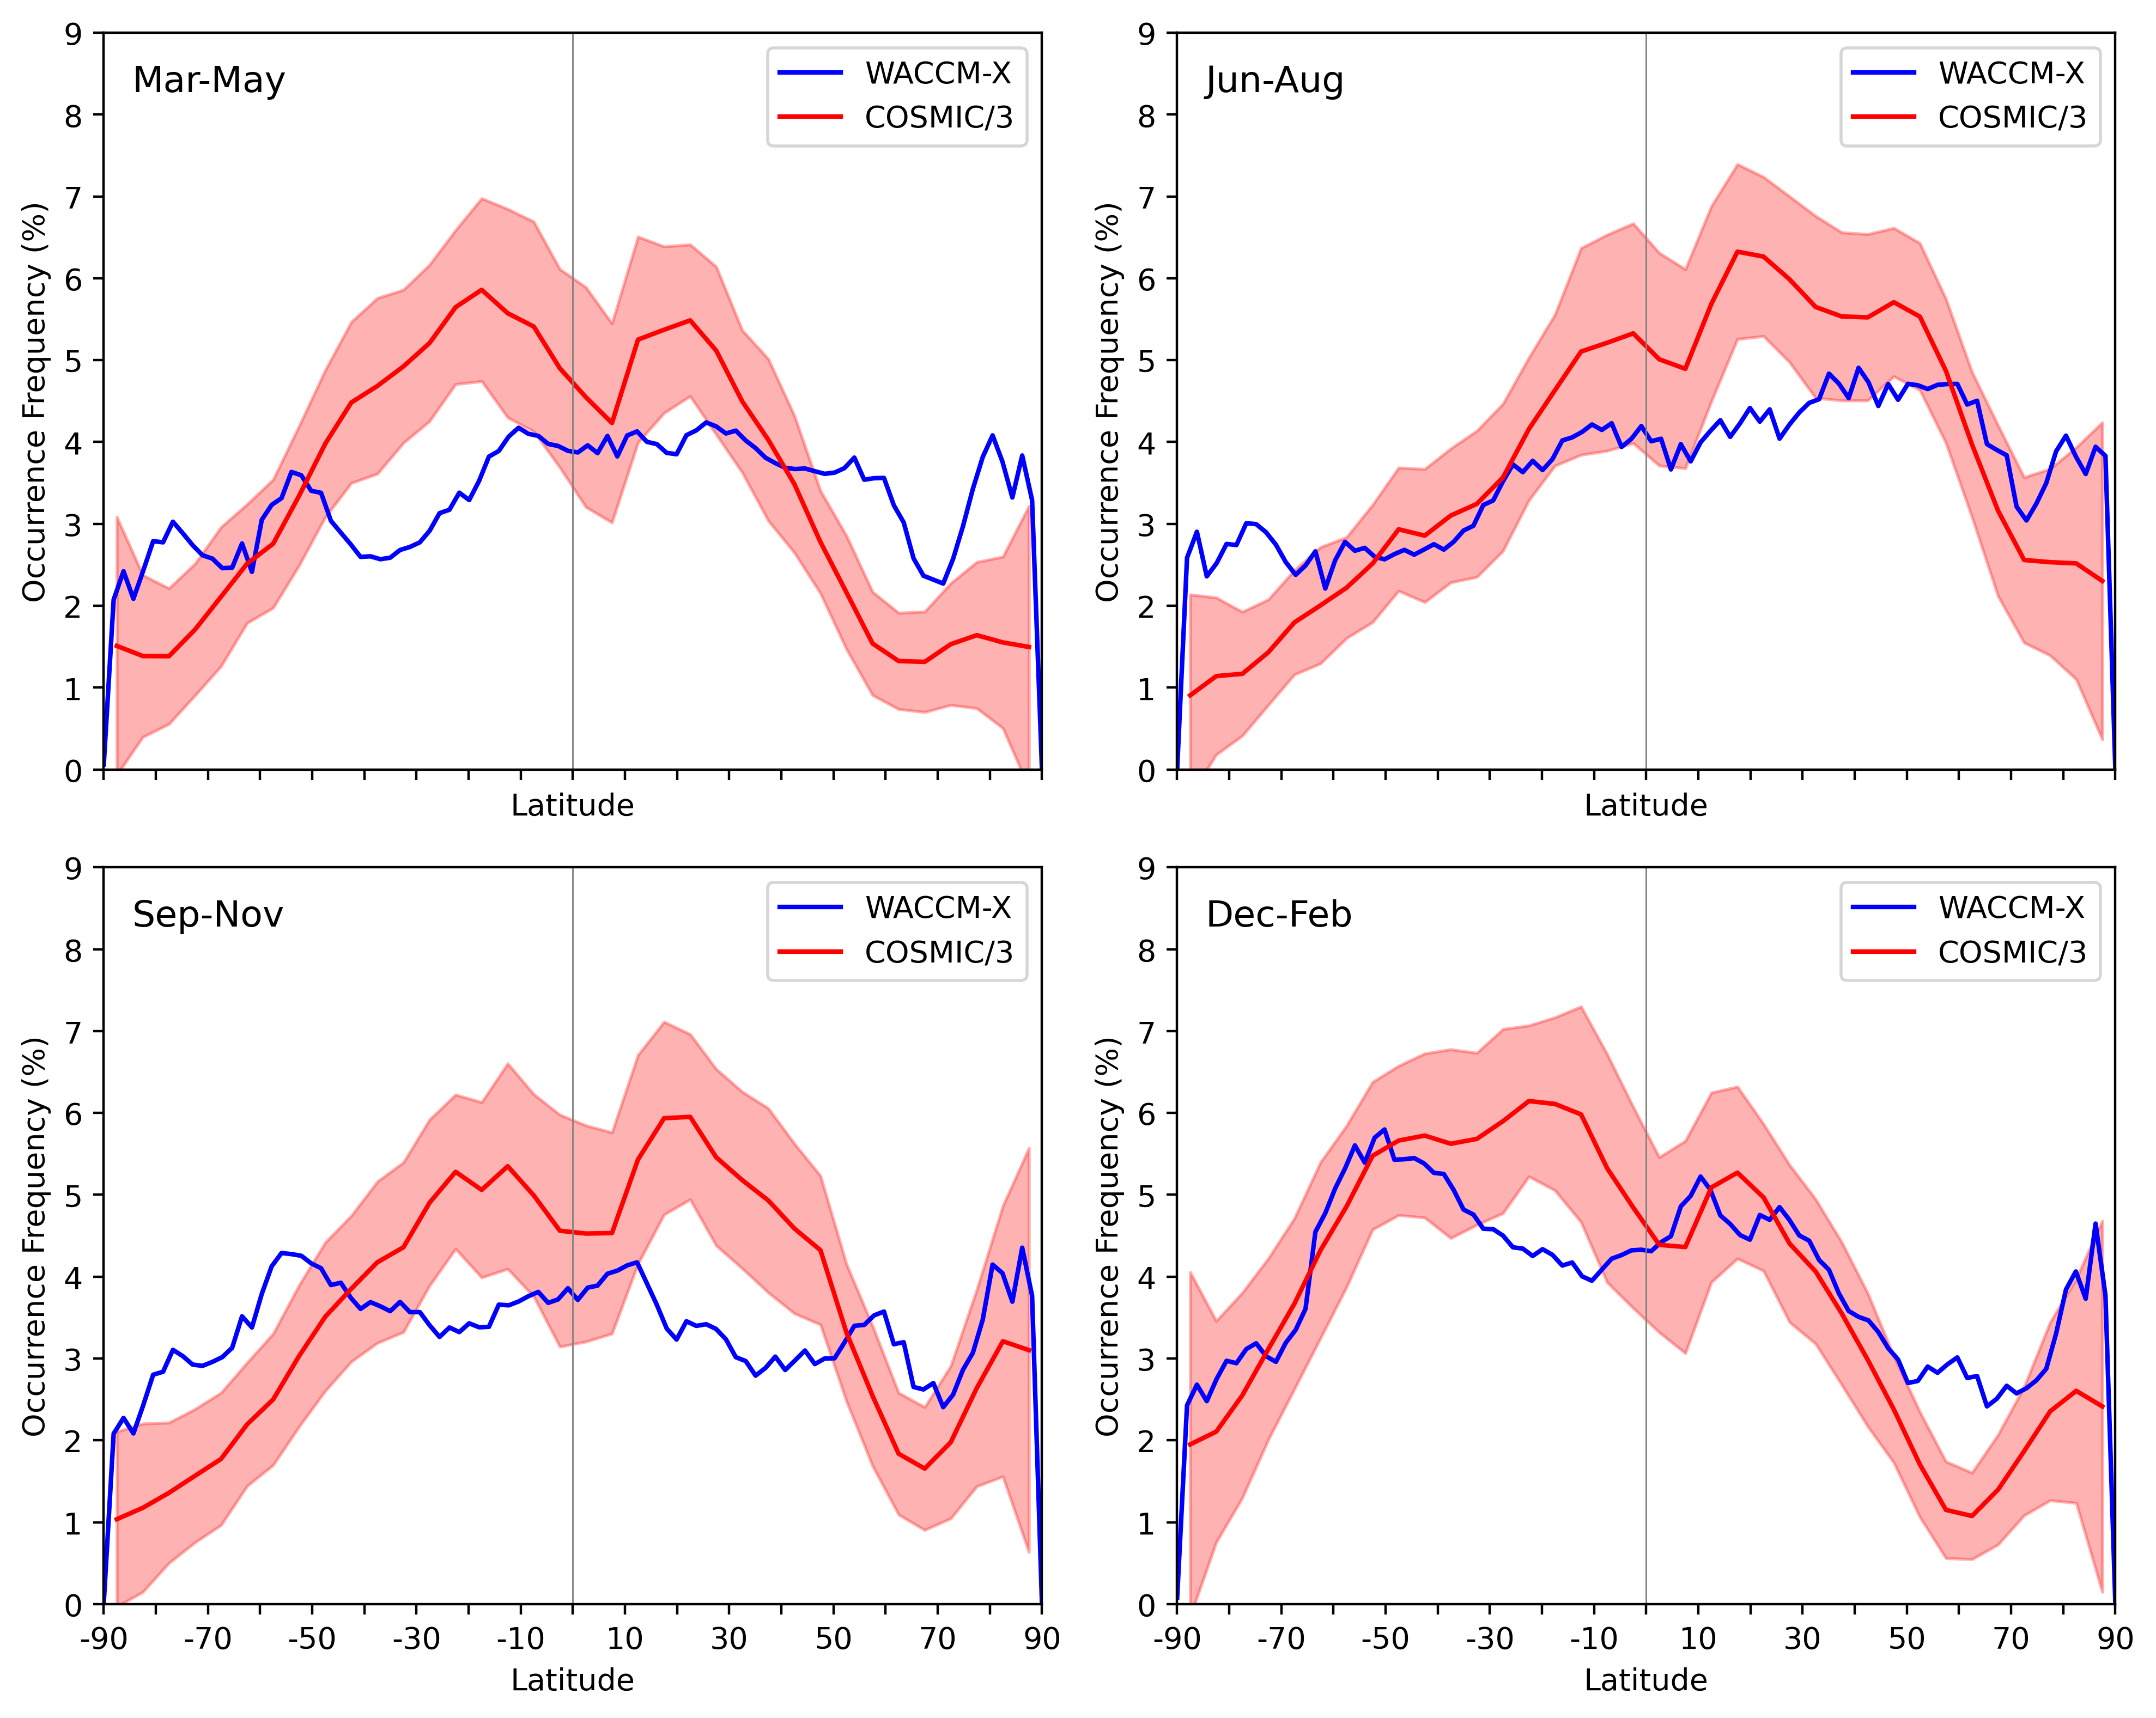 Mar-May
WACCM-X
COSMIC/3
9
8
7
6
5
4
3
2
1
0
Occurrence Frequency (%)
Latitude
Jun-Aug
WACCM-X
COSMIC/3
9
8
7
6
5
4
3
2
1
0
Occurrence Frequency (%)
Latitude
Sep-Nov
WACCM-X
COSMIC/3
9
8
7
6
5
4
3
2
1
0
Occurrence Frequency (%)
-90 -70 -50 -30 -10 10 30 50 70 90
Latitude
Dec-Feb
WACCM-X
COSMIC/3
9
8
7
6
5
4
3
2
1
0
Occurrence Frequency (%)
-90 -70 -50 -30 -10 10 30 50 70 90
Latitude